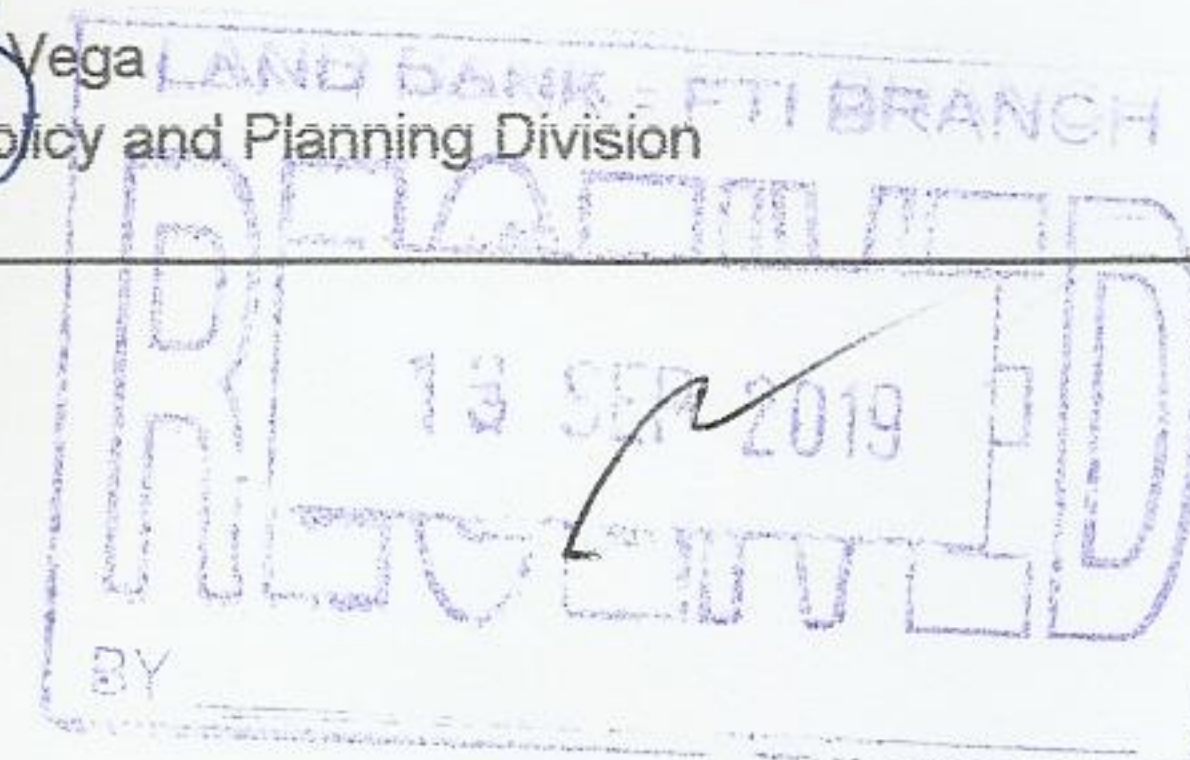 Vega
LAND BANK - FTI BRANCH
olicy and Planning Division
RECEIVED
13 SEP 2019
BY